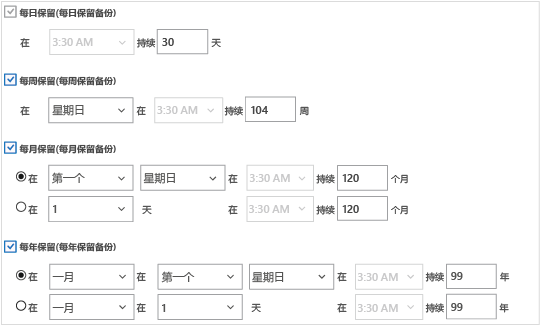 每日保留(每日保留备份)
在 3:30 AM 持续 30 天
每周保留(每周保留备份)
在 星期日 在 3:30 AM 持续 104 周
每月保留(每月保留备份)
在 第一个 星期日 在 3:30 AM 持续 120 个月
在 1 天 在 3:30 AM 持续 120 个月
每年保留(每年保留备份)
在 一月 在 第一个 星期日 在 3:30 AM 持续 99 年
在 一月 在 1 天 在 3:30 AM 持续 99 年